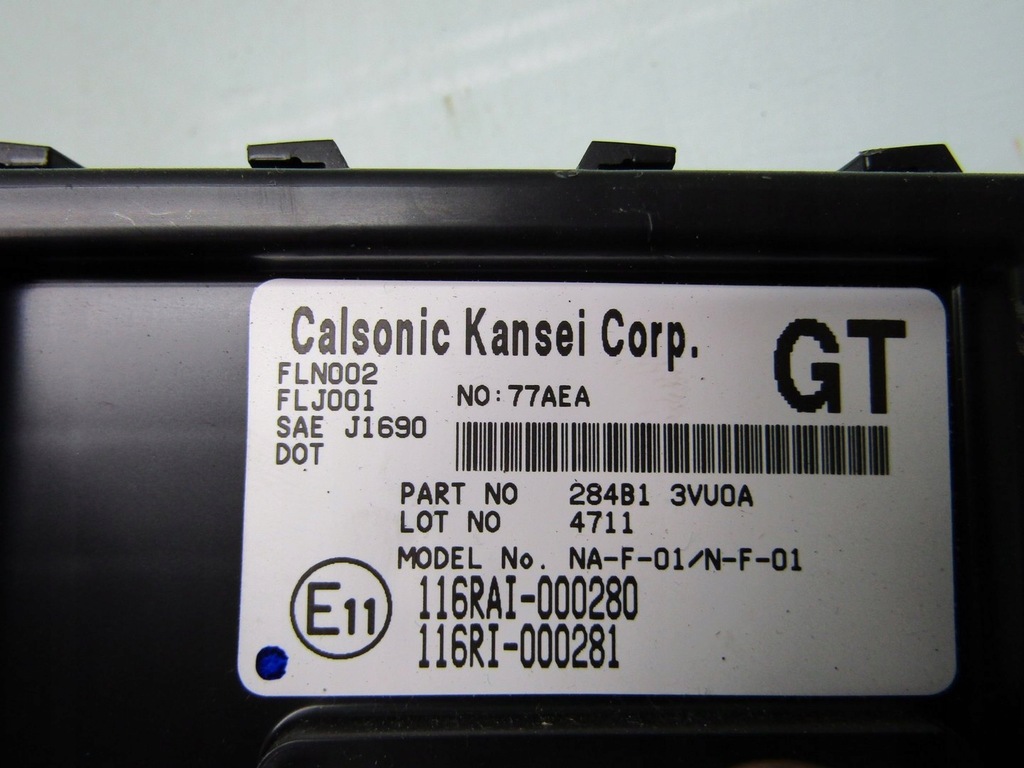 Calsonic Kansei Corp.
GT
FLN002
FLJ001
NO:77AEA
SAE J1690
DOT
PART NO 284B1 3VU0A
LOT NO 4711
MODEL No. NA-F-01/N-F-01
E11
116RAI-000280
116RI-000281